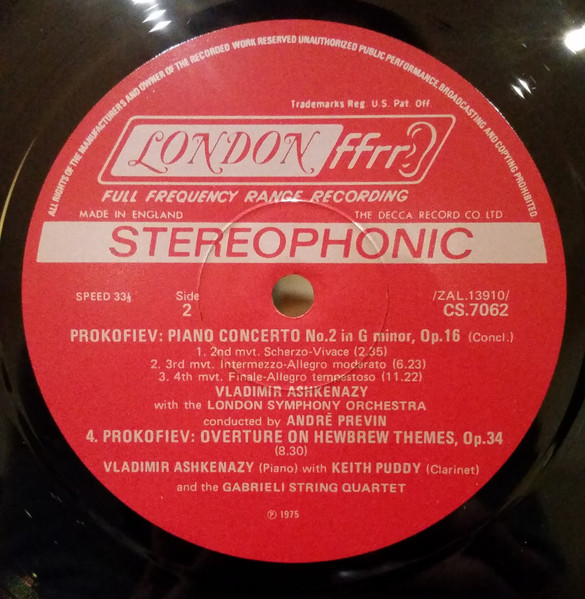 ALL RIGHTS OF THE MANUFACTURERS AND OWNER OF THE RECORDED WORK RESERVED UNAUTHORIZED PUBLIC PERFORMANCE, BROADCASTING AND COPYING PROHIBITED
Trademarks Reg. U.S. Pat. Off.
LONDON ffrr
FULL FREQUENCY RANGE RECORDING
MADE IN ENGLAND THE DECCA RECORD CO LTD
STEREOPHONIC
SPEED 33⅓ Side /ZAL.13910/
2 CS.7062
PROKOFIEV: PIANO CONCERTO No.2 in G minor, Op.16 (Concl.)
1. 2nd mvt. Scherzo-Vivace (2.35)
2. 3rd mvt. Intermezzo-Allegro moderato (6.23)
3. 4th mvt. Finale-Allegro tempestoso (11.22)
VLADIMIR ASHKENAZY
with the LONDON SYMPHONY ORCHESTRA
conducted by ANDRÉ PREVIN
4. PROKOFIEV: OVERTURE ON HEWBREW THEMES, Op.34
(8.30)
VLADIMIR ASHKENAZY (Piano) with KEITH PUDDY (Clarinet)
and the GABRIELI STRING QUARTET
℗ 1975